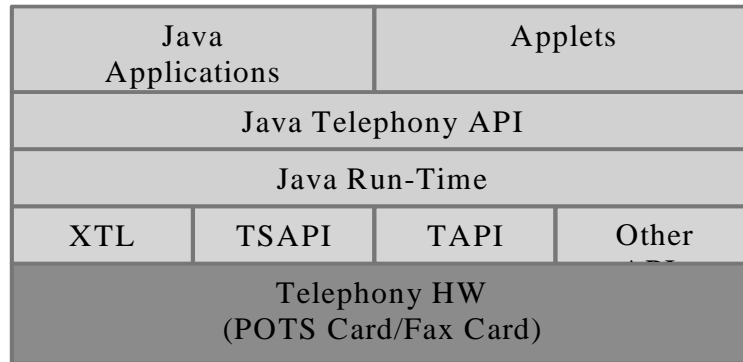 Java
Applications
Applets
Java Telephony API
Java Run-Time
XTL
TSAPI
TAPI
Other
Telephony HW
(POTS Card/Fax Card)